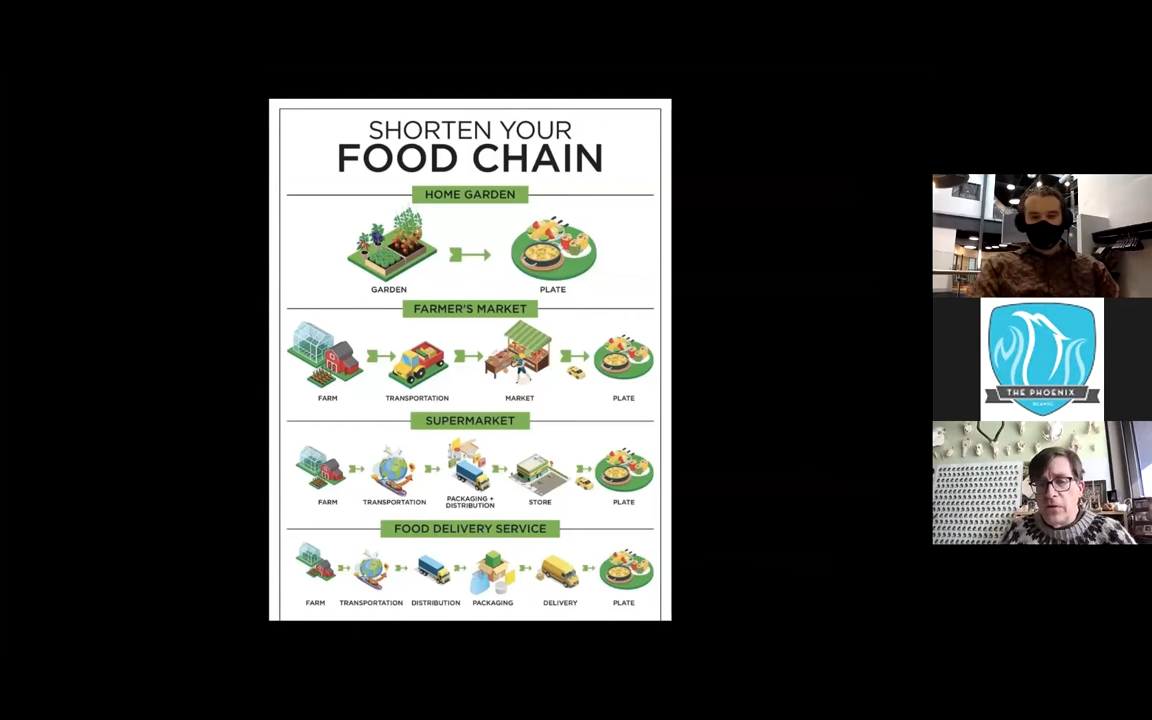 SHORTEN YOUR
FOOD CHAIN
HOME GARDEN
GARDEN
PLATE
FARMER'S MARKET
FARM
TRANSPORTATION
MARKET
PLATE
SUPERMARKET
FARM
TRANSPORTATION
PACKAGING +
DISTRIBUTION
STORE
PLATE
FOOD DELIVERY SERVICE
FARM
TRANSPORTATION
DISTRIBUTION
PACKAGING
DELIVERY
PLATE
THE PHOENIX